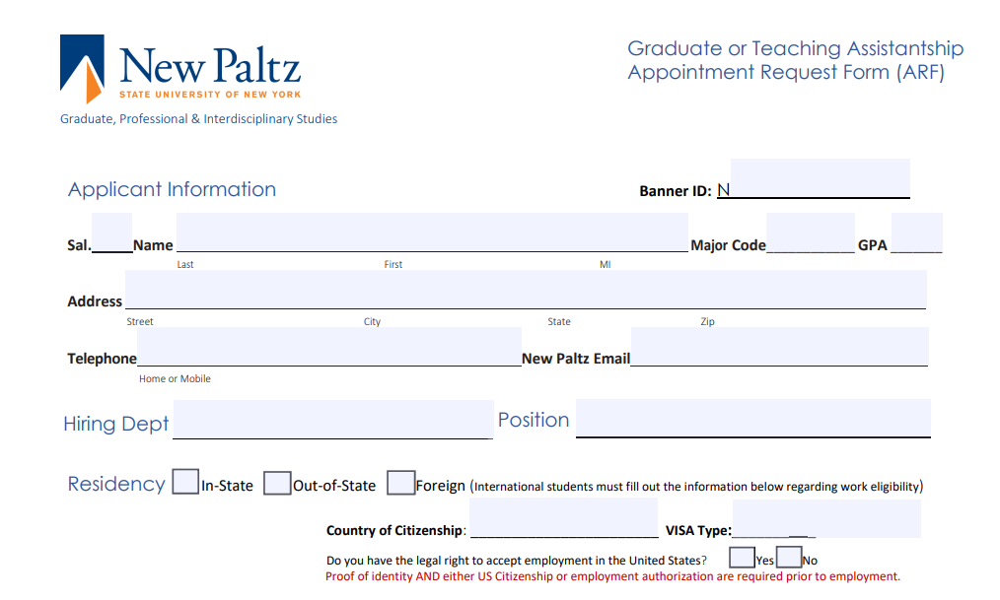 New Paltz
STATE UNIVERSITY OF NEW YORK
Graduate, Professional & Interdisciplinary Studies
Graduate or Teaching Assistantship
Appointment Request Form (ARF)
Applicant Information
Banner ID: N
Sal. Name Major Code GPA
Last First MI
Address
Street City State Zip
Telephone New Paltz Email
Home or Mobile
Hiring Dept Position
Residency In-State Out-of-State Foreign (International students must fill out the information below regarding work eligibility)
Country of Citizenship: VISA Type:
Do you have the legal right to accept employment in the United States? Yes No
Proof of identity AND either US Citizenship or employment authorization are required prior to employment.